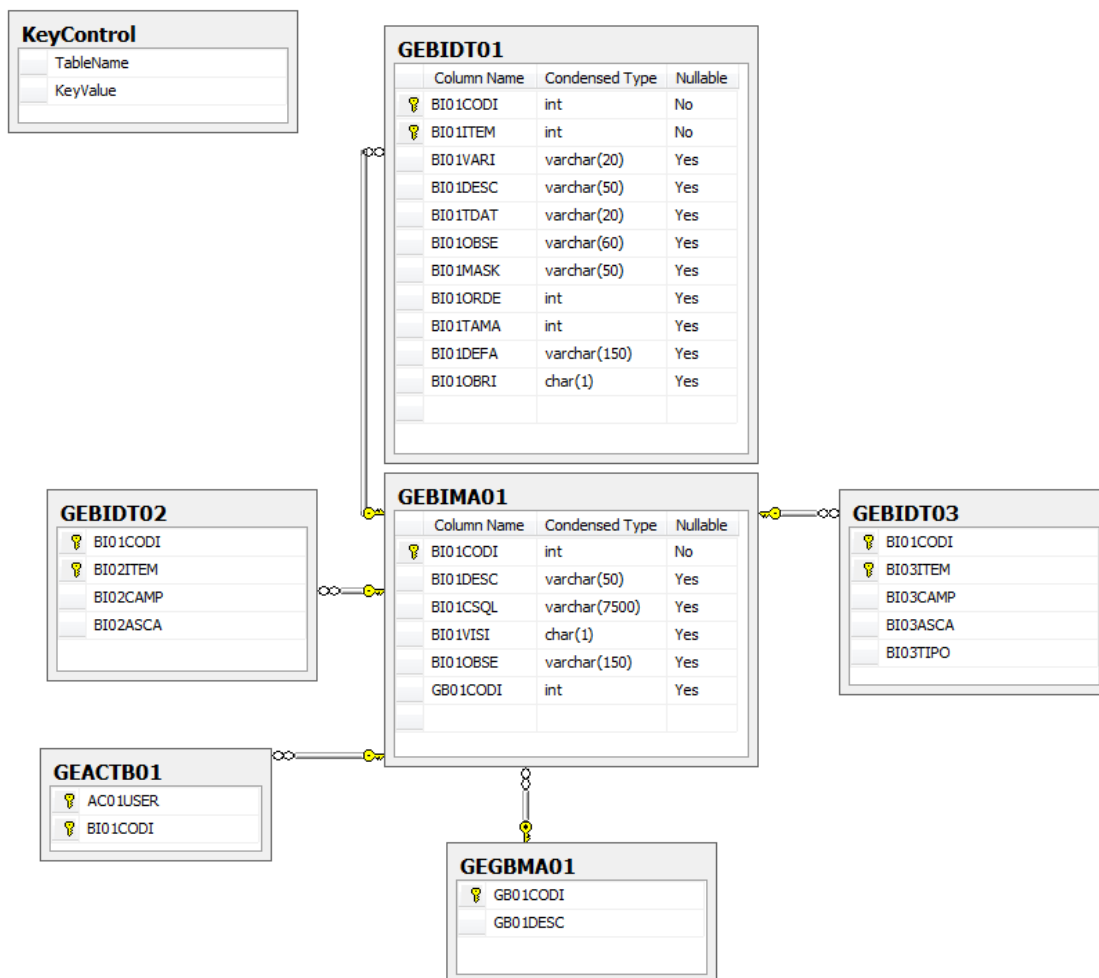 KeyControl
TableName
KeyValue
GEBIDT01
Column Name Condensed Type Nullable
BI01CODI int No
BI01ITEM int No
BI01VARI varchar(20) Yes
BI01DESC varchar(50) Yes
BI01TDAT varchar(20) Yes
BI01OBSE varchar(60) Yes
BI01MASK varchar(50) Yes
BI01ORDE int Yes
BI01TAMA int Yes
BI01DEFA varchar(150) Yes
BI01OBRI char(1) Yes
GEBIDT02
BI01CODI
BI02ITEM
BI02CAMP
BI02ASCA
GEBIMA01
Column Name Condensed Type Nullable
BI01CODI int No
BI01DESC varchar(50) Yes
BI01CSQL varchar(7500) Yes
BI01VISI char(1) Yes
BI01OBSE varchar(150) Yes
GB01CODI int Yes
GEBIDT03
BI01CODI
BI03ITEM
BI03CAMP
BI03ASCA
BI03TIPO
GEACTB01
AC01USER
BI01CODI
GEGBMA01
GB01CODI
GB01DESC